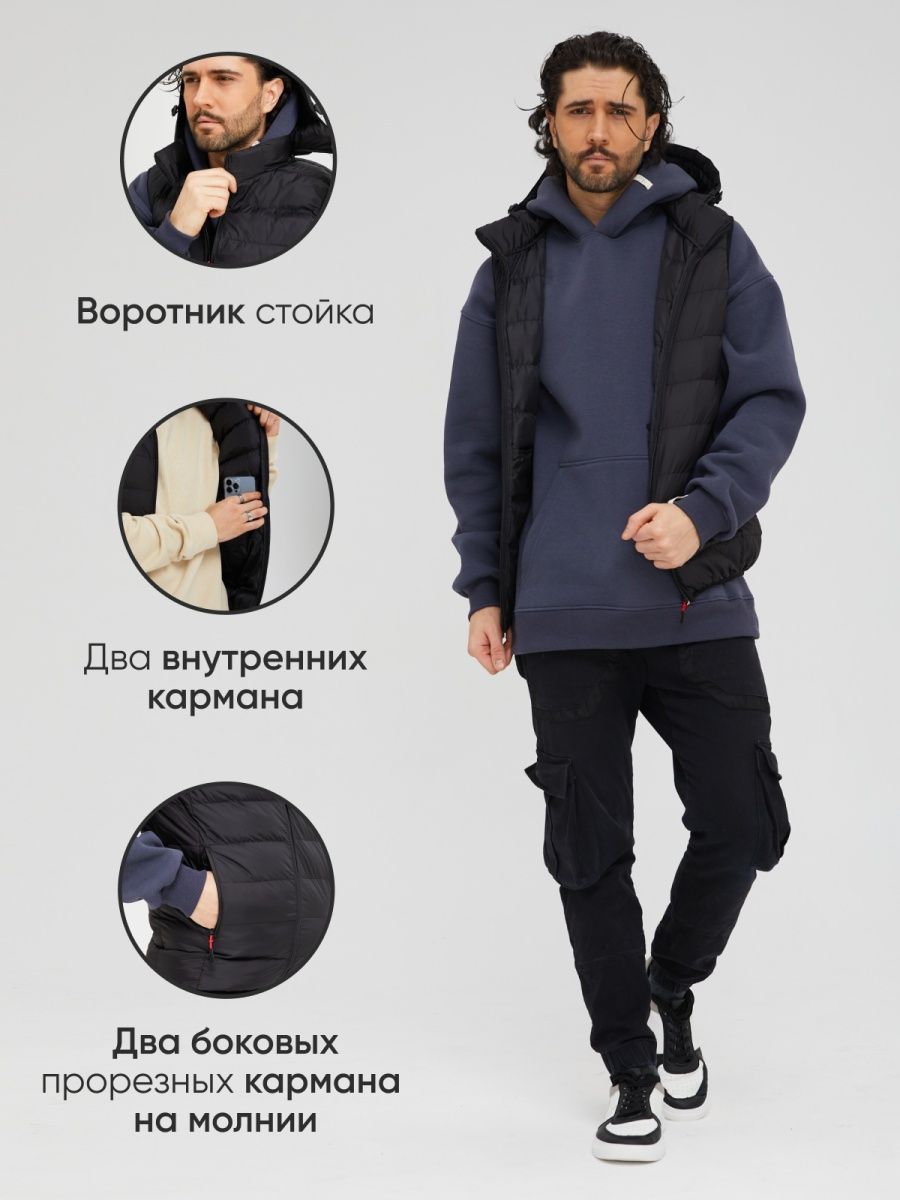 Воротник стойка
Два внутренних
кармана
Два боковых
прорезных кармана
на молнии